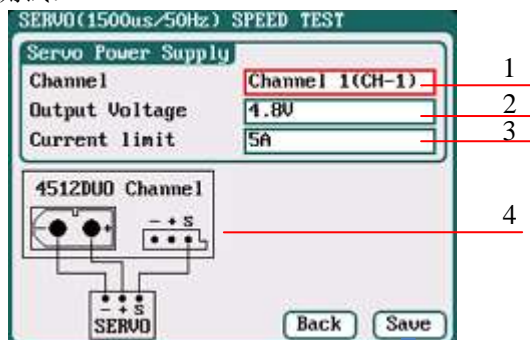 SERVO(1500us/50Hz) SPEED TEST
Servo Power Supply
Channel Channel 1(CH-1) 1
Output Voltage 4.8V 2
Current limit 5A 3
4512DUO Channel
- + S
+
4
- + S
SERVO
Back Save